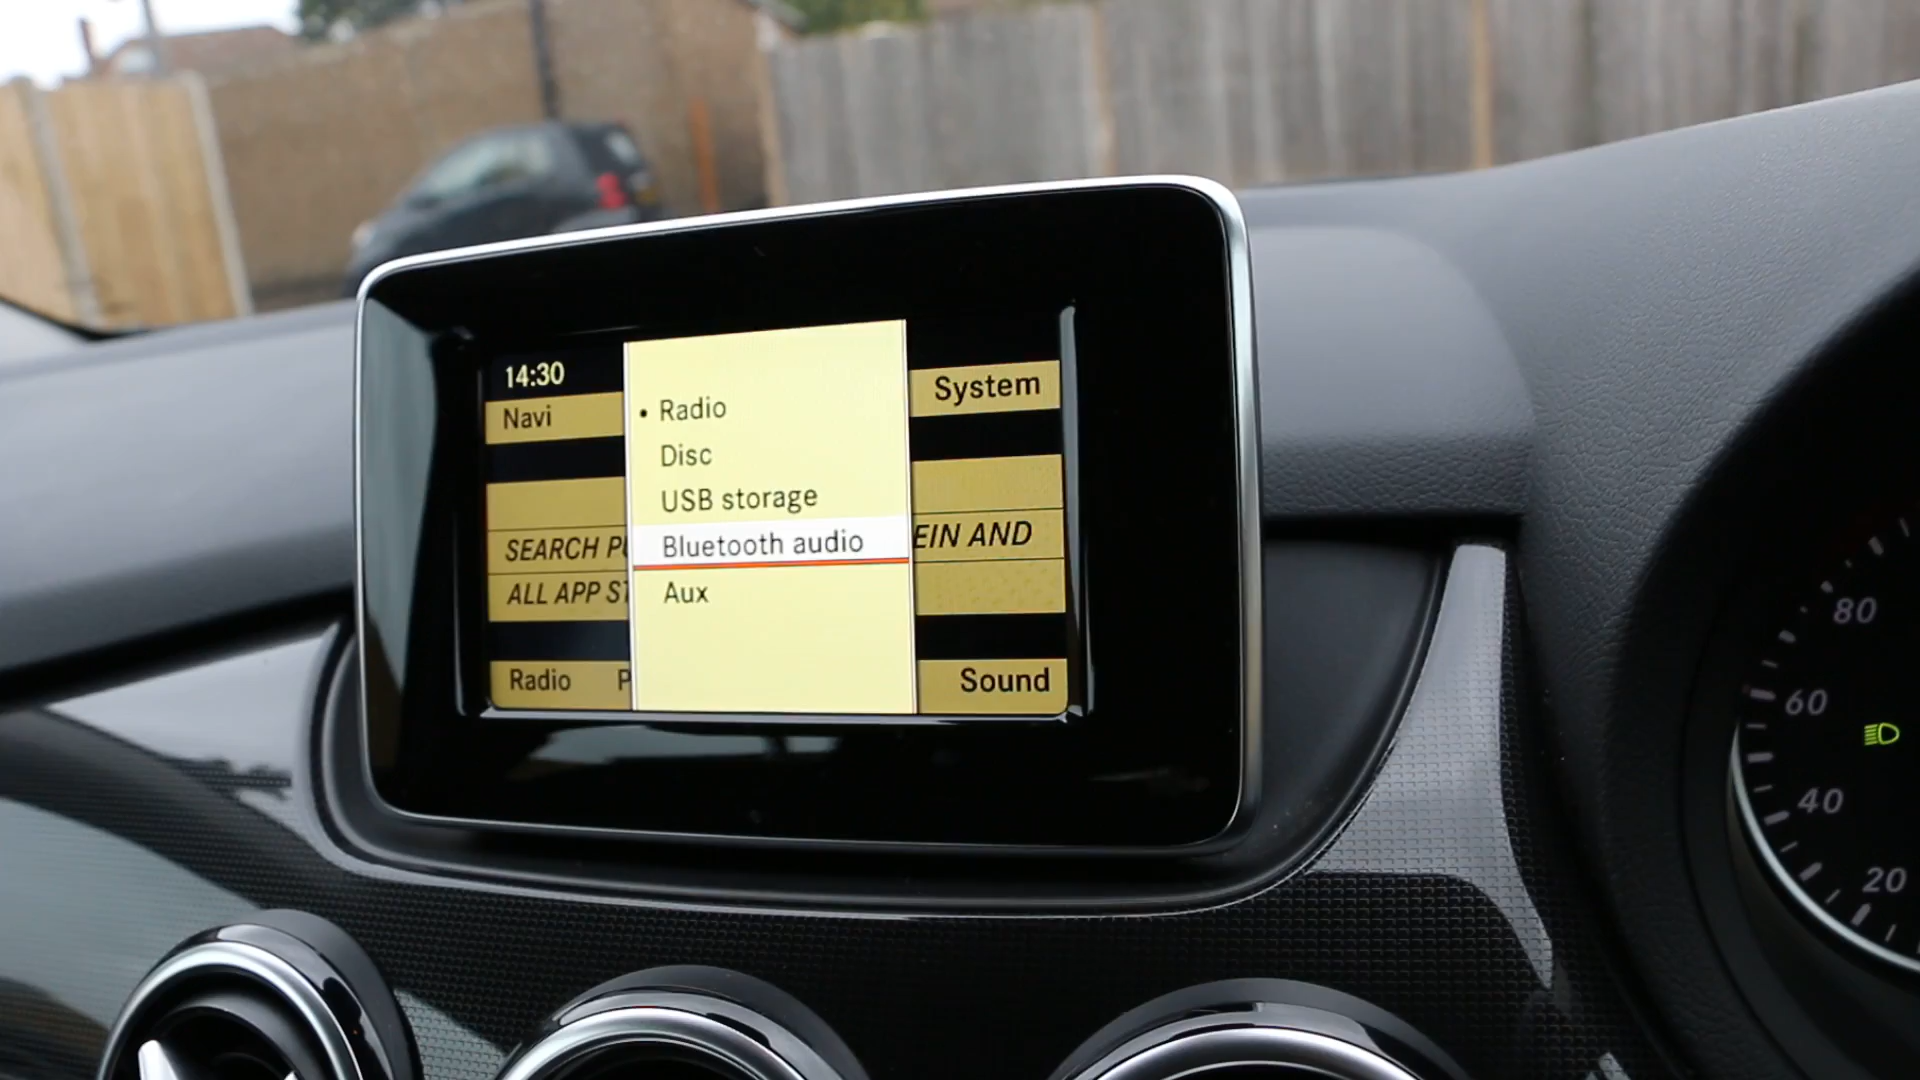 14:30
Navi
System
• Radio
Disc
USB storage
Bluetooth audio
Aux
SEARCH
EIN AND
ALL APP
Radio
Sound
80
60
40
20